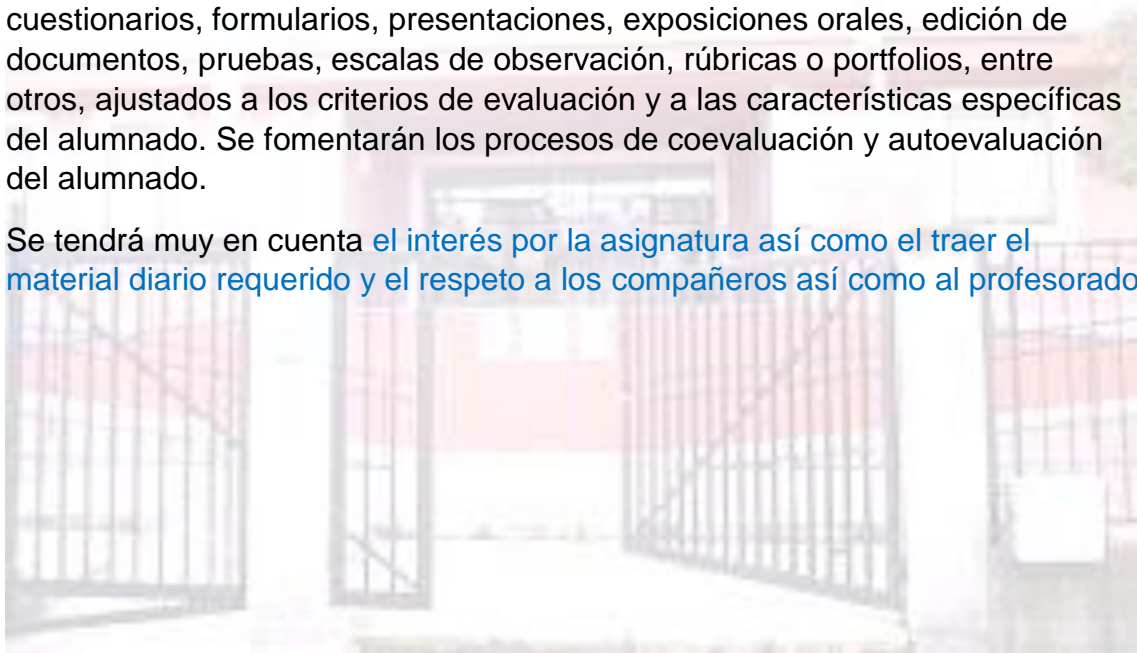 cuestionarios, formularios, presentaciones, exposiciones orales, edición de
documentos, pruebas, escalas de observación, rúbricas o portfolios, entre
otros, ajustados a los criterios de evaluación y a las características específicas
del alumnado. Se fomentarán los procesos de coevaluación y autoevaluación
del alumnado.
Se tendrá muy en cuenta el interés por la asignatura así como el traer el
material diario requerido y el respeto a los compañeros así como al profesorado